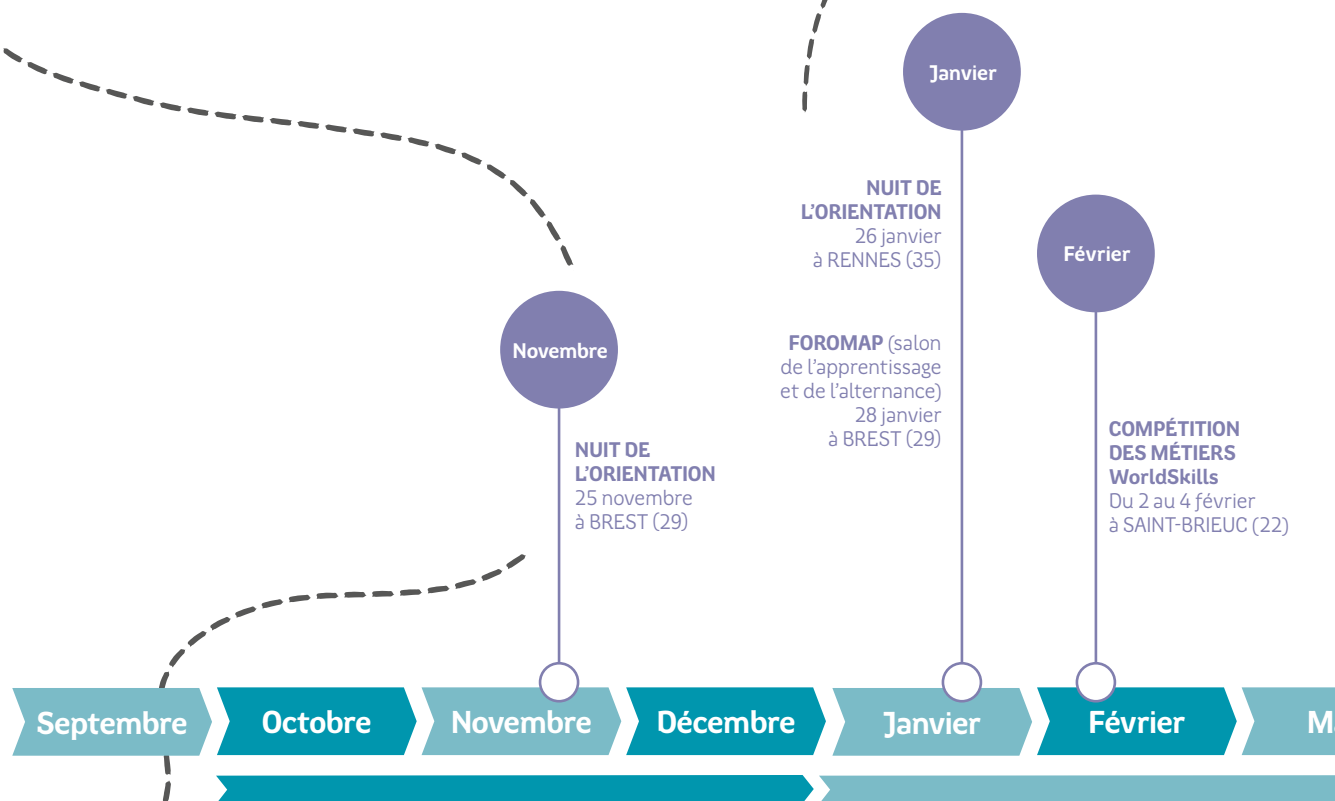 Janvier
NUIT DE
L'ORIENTATION
26 janvier
à RENNES (35)
FOROMAP (salon
de l'apprentissage
et de l'alternance)
28 janvier
à BREST (29)
Février
COMPÉTITION
DES MÉTIERS
WorldSkills
Du 2 au 4 février
à SAINT-BRIEUC (22)
Novembre
NUIT DE
L'ORIENTATION
25 novembre
à BREST (29)
Septembre Octobre Novembre Décembre Janvier Février